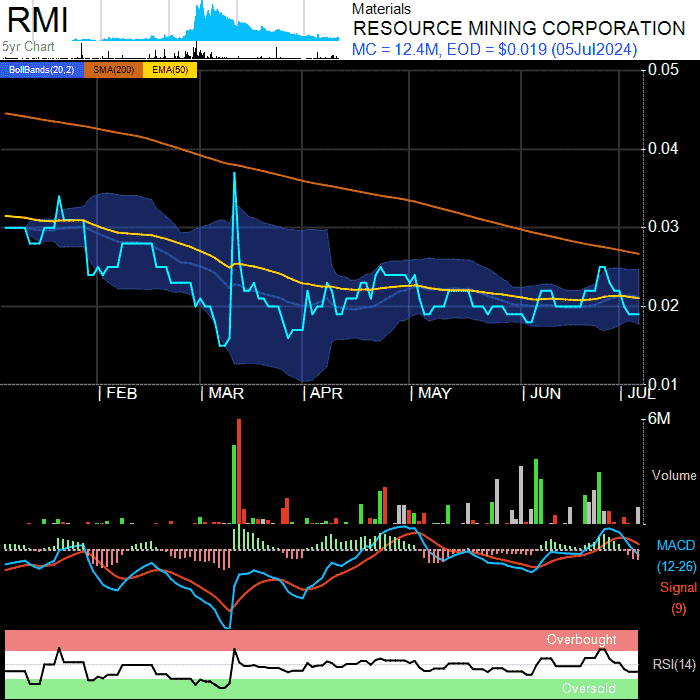 RMI
5yr Chart
Materials
RESOURCE MINING CORPORATION
MC = 12.4M, EOD = $0.019 (05Jul2024)
BollBands(20,2) SMA(200) EMA(50)
0.05
0.04
0.03
0.02
0.01
FEB MAR APR MAY JUN JUL
6M
Volume
MACD
(12-26)
Signal
(9)
Overbought
RSI(14)
Oversold